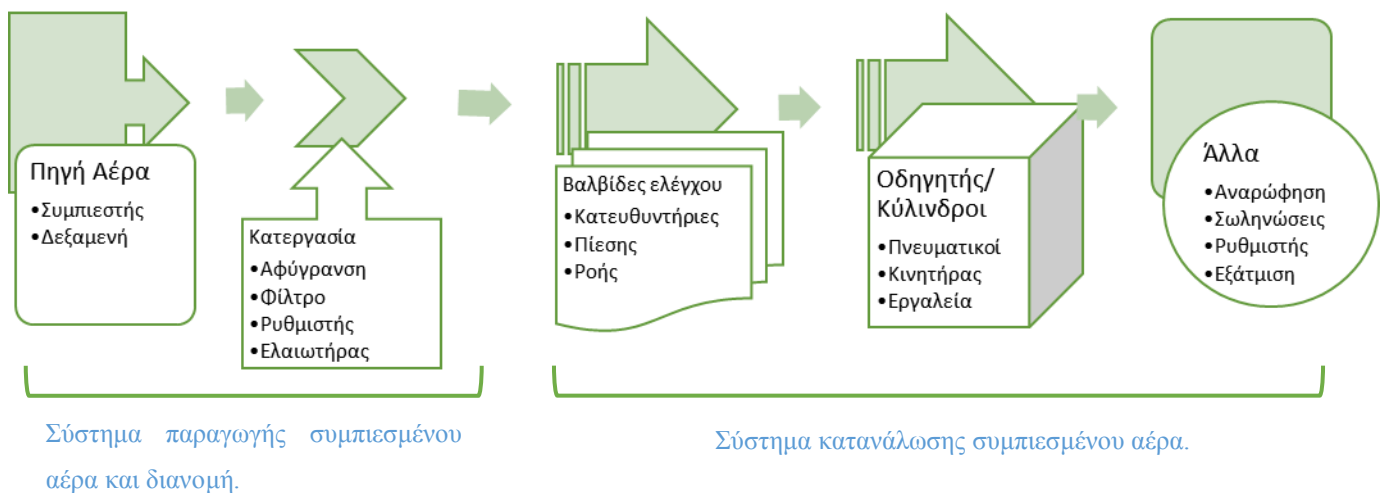 Πηγή Αέρα
•Συμπιεστής
•Δεξαμενή
Κατεργασία
•Αφύγρανση
•Φίλτρο
•Ρυθμιστής
•Ελαιωτήρας
Βαλβίδες ελέγχου
•Κατευθυντήριες
•Πίεσης
•Ροής
Οδηγητής/
Κύλινδροι
•Πνευματικοί
•Κινητήρας
•Εργαλεία
Άλλα
•Αναρώφηση
•Σωληνώσεις
•Ρυθμιστής
•Εξάτμιση
Σύστημα παραγωγής συμπιεσμένου
αέρα και διανομή.
Σύστημα κατανάλωσης συμπιεσμένου αέρα.